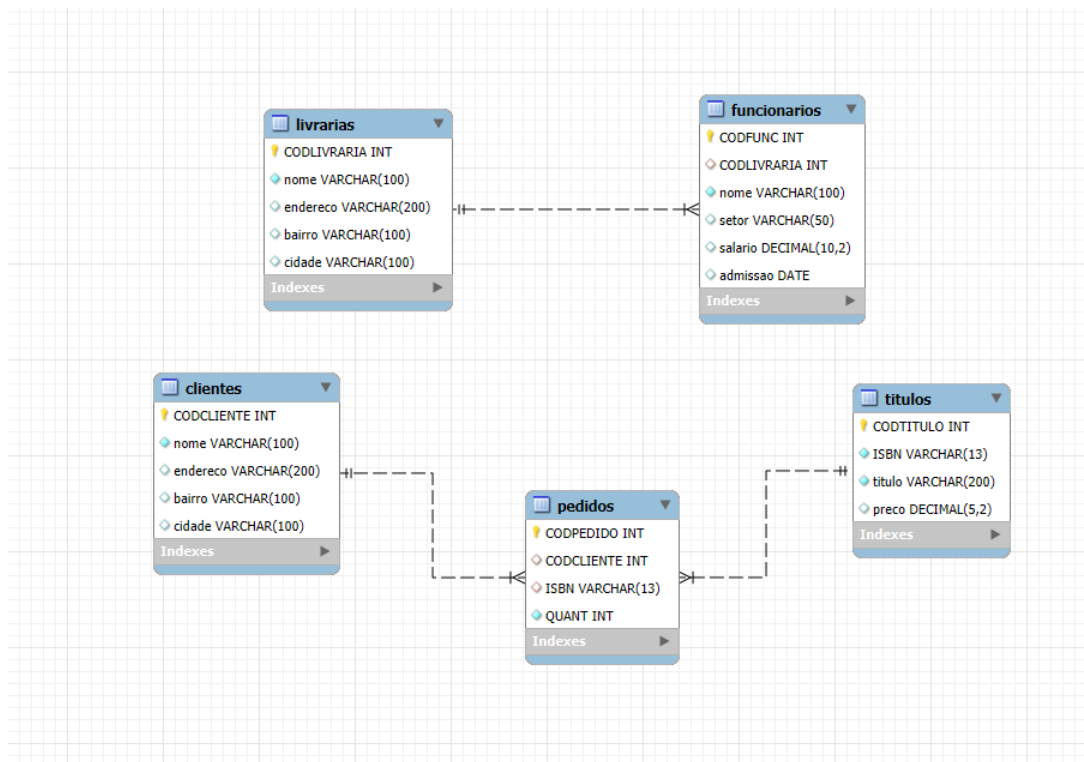 livrarias
CODLIVRARIA INT
nome VARCHAR(100)
endereco VARCHAR(200)
bairro VARCHAR(100)
cidade VARCHAR(100)
Indexes
funcionarios
CODFUNC INT
CODLIVRARIA INT
nome VARCHAR(100)
setor VARCHAR(50)
salario DECIMAL(10,2)
admissao DATE
Indexes
clientes
CODCLIENTE INT
nome VARCHAR(100)
endereco VARCHAR(200)
bairro VARCHAR(100)
cidade VARCHAR(100)
Indexes
pedidos
CODPEDIDO INT
CODCLIENTE INT
ISBN VARCHAR(13)
QUANT INT
Indexes
titulos
CODTITULO INT
ISBN VARCHAR(13)
titulo VARCHAR(200)
preco DECIMAL(5,2)
Indexes